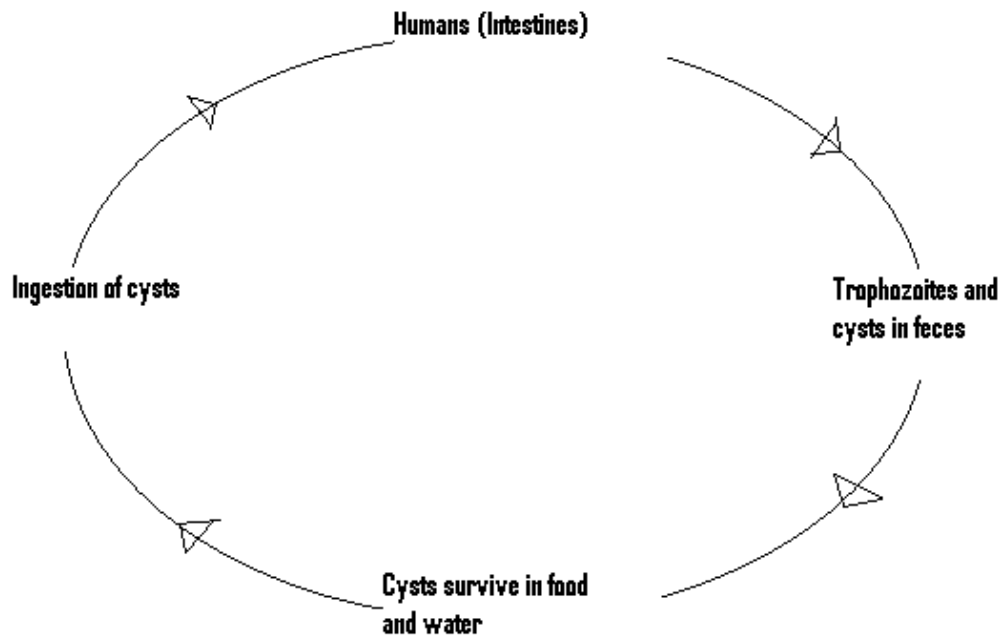 Humans (Intestines)
Ingestion of cysts
Trophozoites and
cysts in feces
Cysts survive in food
and water